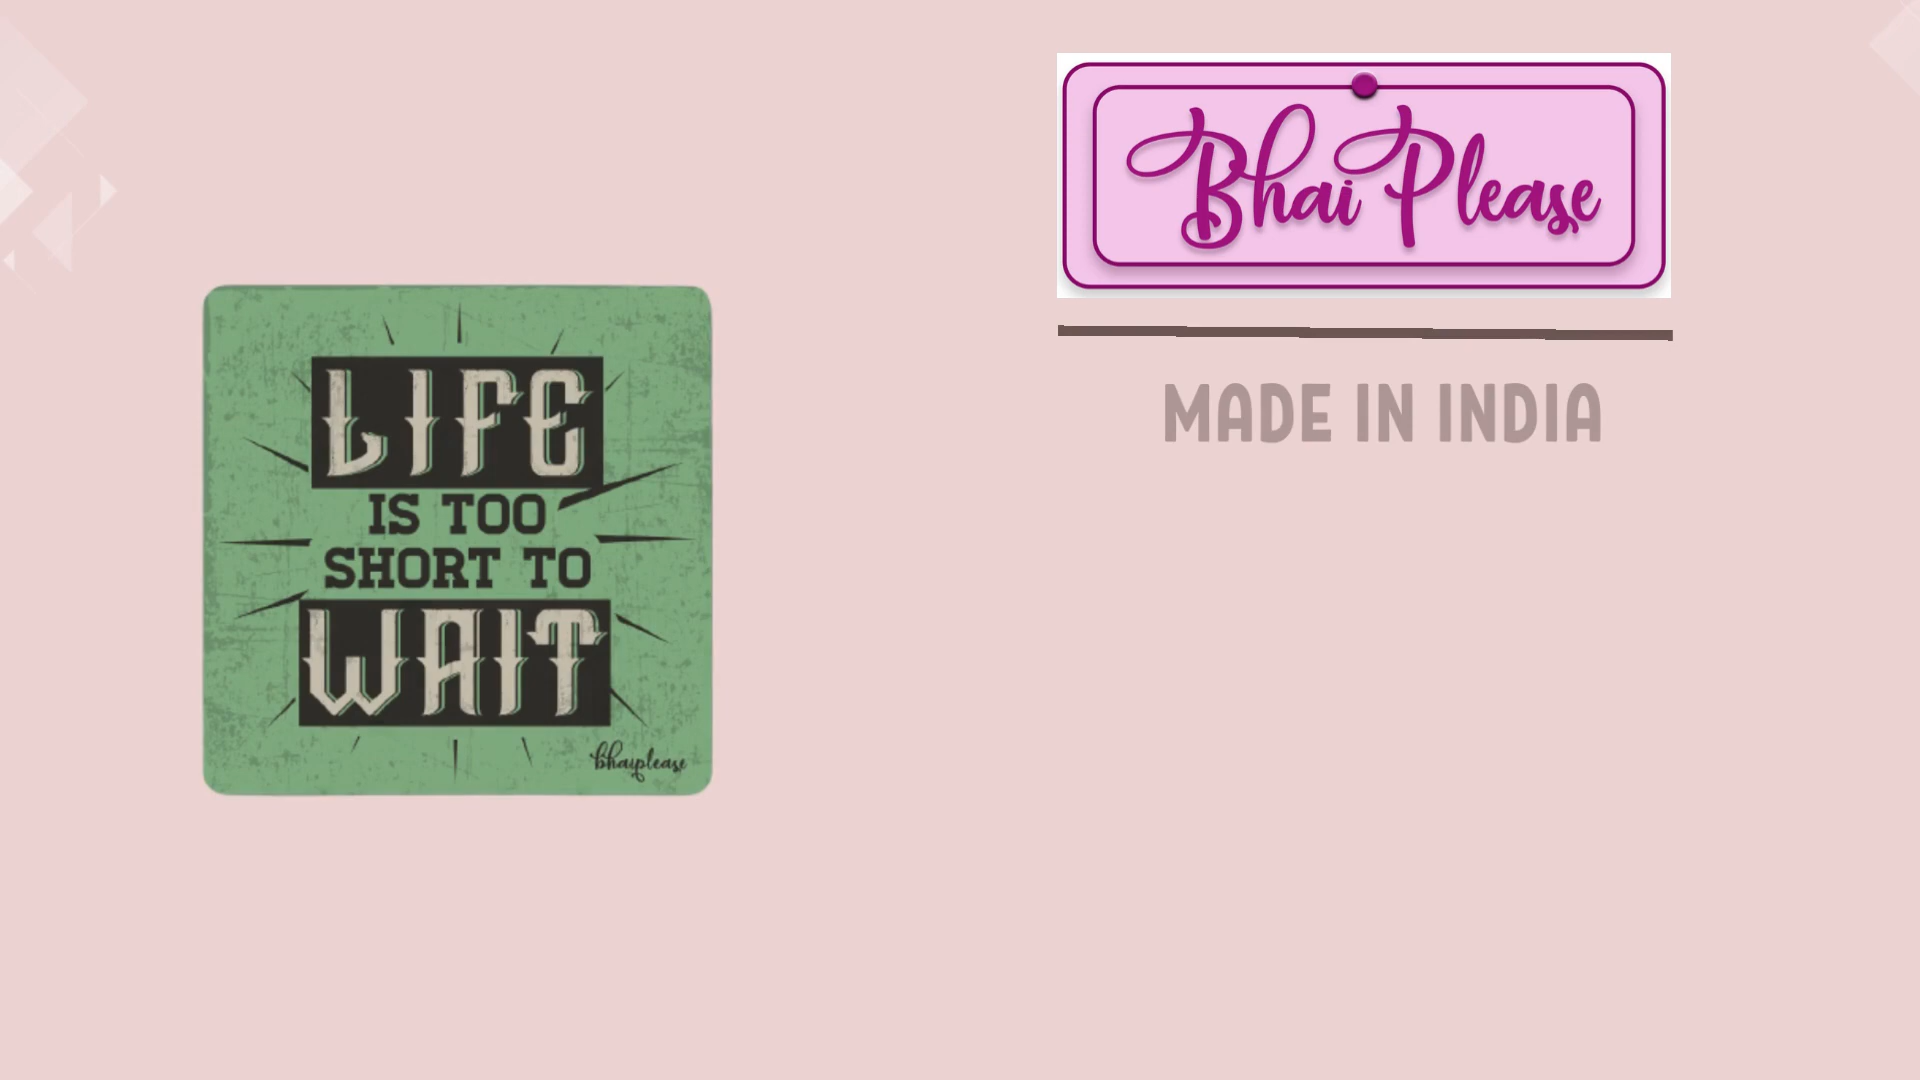 LIFE
IS TOO
SHORT TO
WAIT
bhaiplease
Bhai Please
MADE IN INDIA